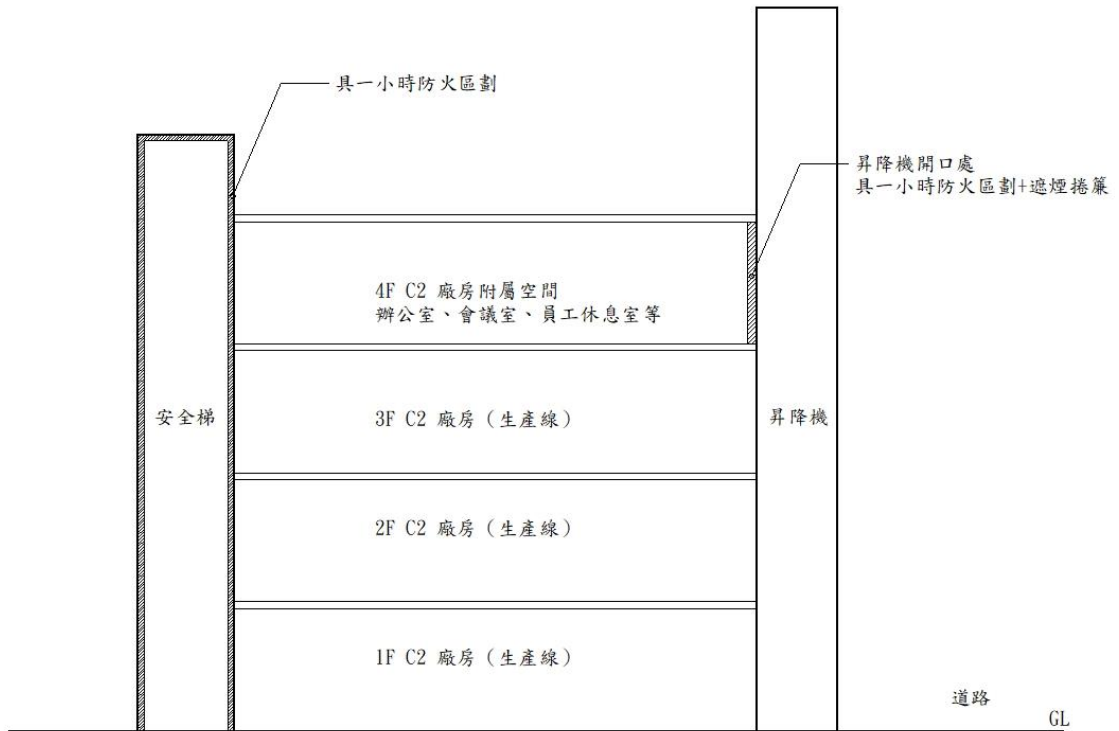 具一小時防火區劃
昇降機開口處
具一小時防火區劃+遮煙捲簾
4F C2 廠房附屬空間
辦公室、會議室、員工休息室等
安全梯
3F C2 廠房（生產線）
昇降機
2F C2 廠房（生產線）
1F C2 廠房（生產線）
道路
GL